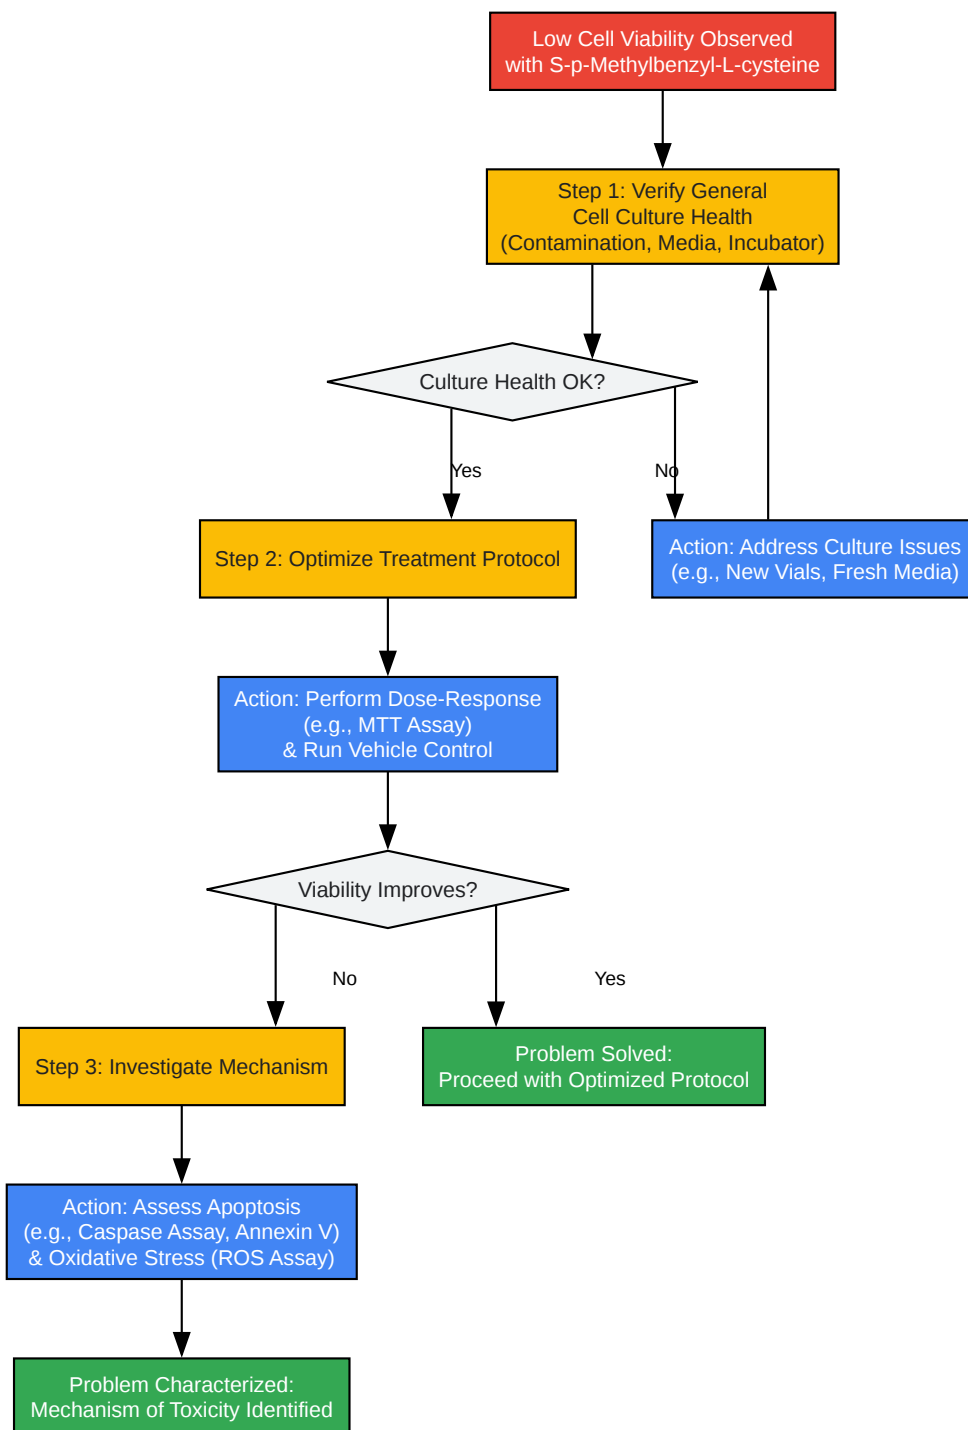 Low Cell Viability Observed
with S-p-Methylbenzyl-L-cysteine
Step 1: Verify General
Cell Culture Health
(Contamination, Media, Incubator)
Culture Health OK?
Yes
No
Step 2: Optimize Treatment Protocol
Action: Address Culture Issues
(e.g., New Vials, Fresh Media)
Action: Perform Dose-Response
(e.g., MTT Assay)
& Run Vehicle Control
Viability Improves?
No
Yes
Step 3: Investigate Mechanism
Problem Solved:
Proceed with Optimized Protocol
Action: Assess Apoptosis
(e.g., Caspase Assay, Annexin V)
& Oxidative Stress (ROS Assay)
Problem Characterized:
Mechanism of Toxicity Identified